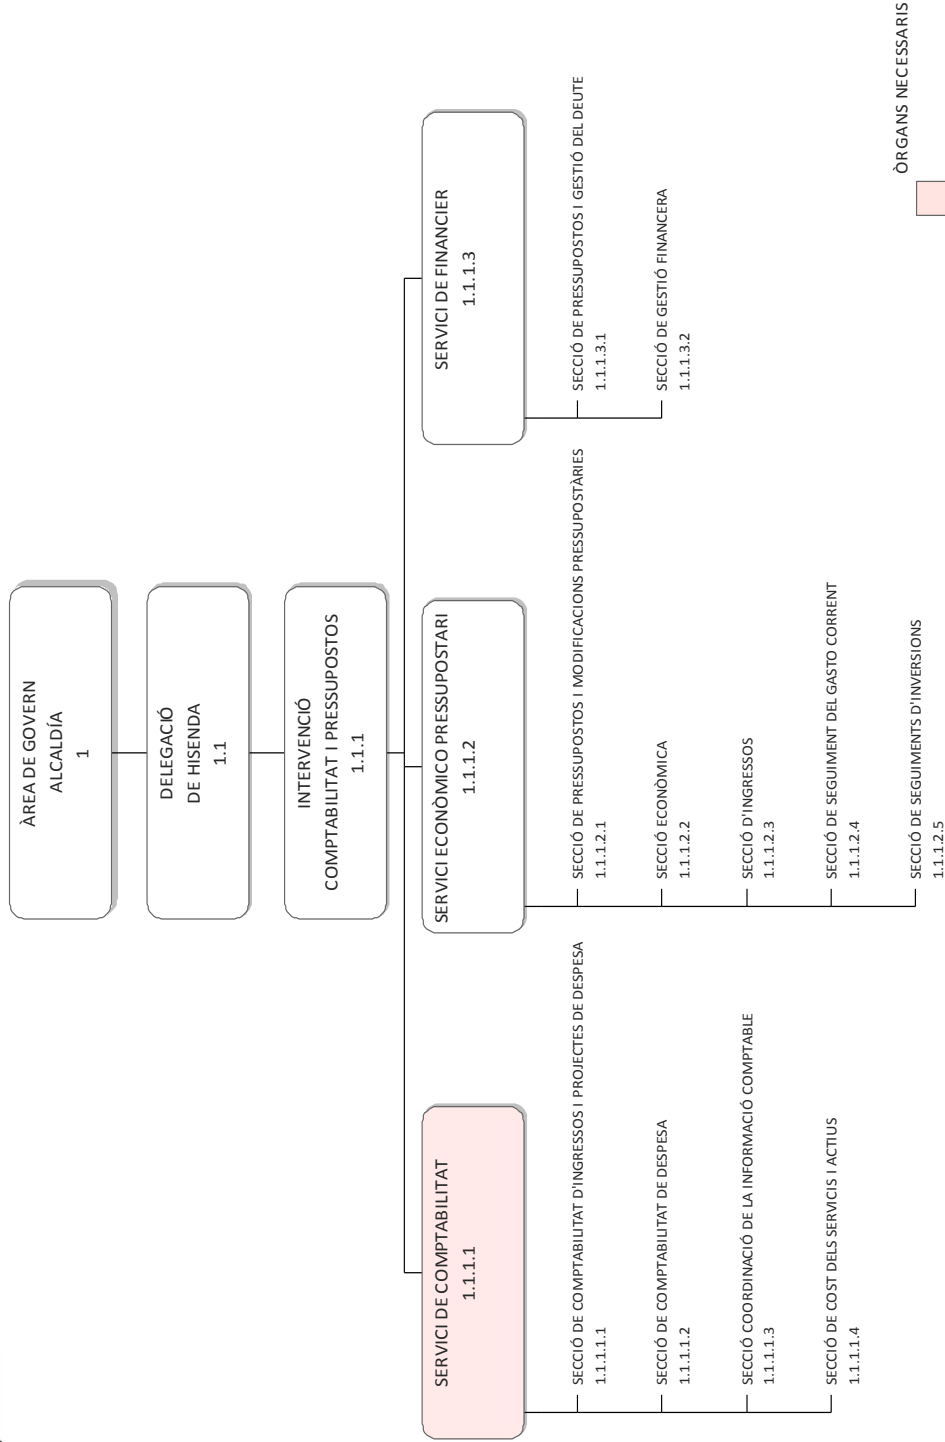 ÀREA DE GOVERN
ALCALDÍA
1
DELEGACIÓ
DE HISENDA
1.1
INTERVENCIÓ
COMPTABILITAT I PRESSUPOSTOS
1.1.1
SERVICI DE COMPTABILITAT
1.1.1.1
SECCIÓ DE COMPTABILITAT D'INGRESSOS I PROJECTES DE DESPESA
1.1.1.1.1
SECCIÓ DE COMPTABILITAT DE DESPESA
1.1.1.1.2
SECCIÓ COORDINACIÓ DE LA INFORMACIÓ COMPTABLE
1.1.1.1.3
SECCIÓ DE COST DELS SERVICIS I ACTIUS
1.1.1.1.4
SERVICI ECONÒMICO PRESSUPOSTARI
1.1.1.2
SECCIÓ DE PRESSUPOSTOS I MODIFICACIONS PRESSUPOSTÀRIES
1.1.1.2.1
SECCIÓ ECONÒMICA
1.1.1.2.2
SECCIÓ D'INGRESSOS
1.1.1.2.3
SECCIÓ DE SEGUIMENT DEL GASTO CORRENT
1.1.1.2.4
SECCIÓ DE SEGUIMENTS D'INVERSIONS
1.1.1.2.5
SERVICI DE FINANCIER
1.1.1.3
SECCIÓ DE PRESSUPOSTOS I GESTIÓ DEL DEUTE
1.1.1.3.1
SECCIÓ DE GESTIÓ FINANCERA
1.1.1.3.2
ÒRGANS NECESSARIS